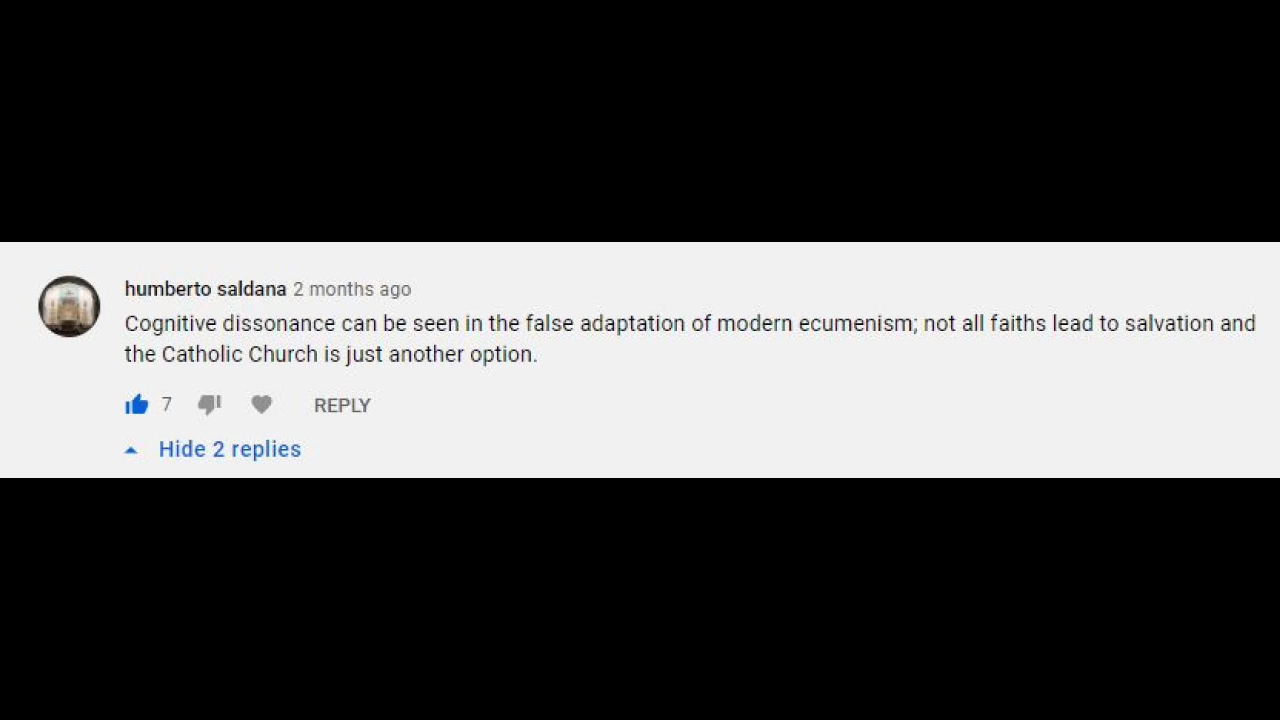 humberto saldana 2 months ago
Cognitive dissonance can be seen in the false adaptation of modern ecumenism; not all faiths lead to salvation and
the Catholic Church is just another option.
7 REPLY
Hide 2 replies